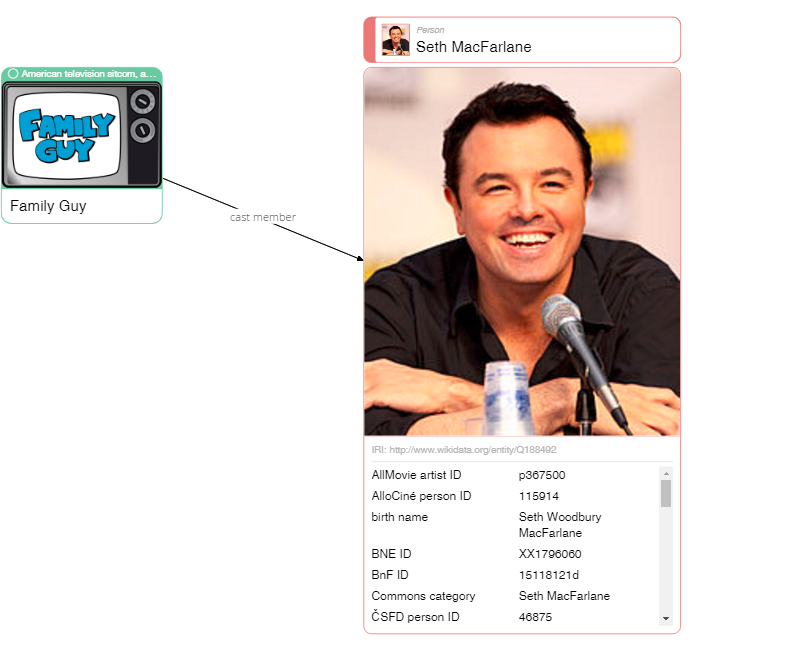 Person
Seth MacFarlane
American television sitcom, a...
FAMILY
GUY
Family Guy
cast member
IRI: http://www.wikidata.org/entity/Q188492
AllMovie artist ID p367500
AlloCiné person ID 115914
birth name Seth Woodbury
MacFarlane
BNE ID XX1796060
BnF ID 15118121d
Commons category Seth MacFarlane
ČSFD person ID 46875